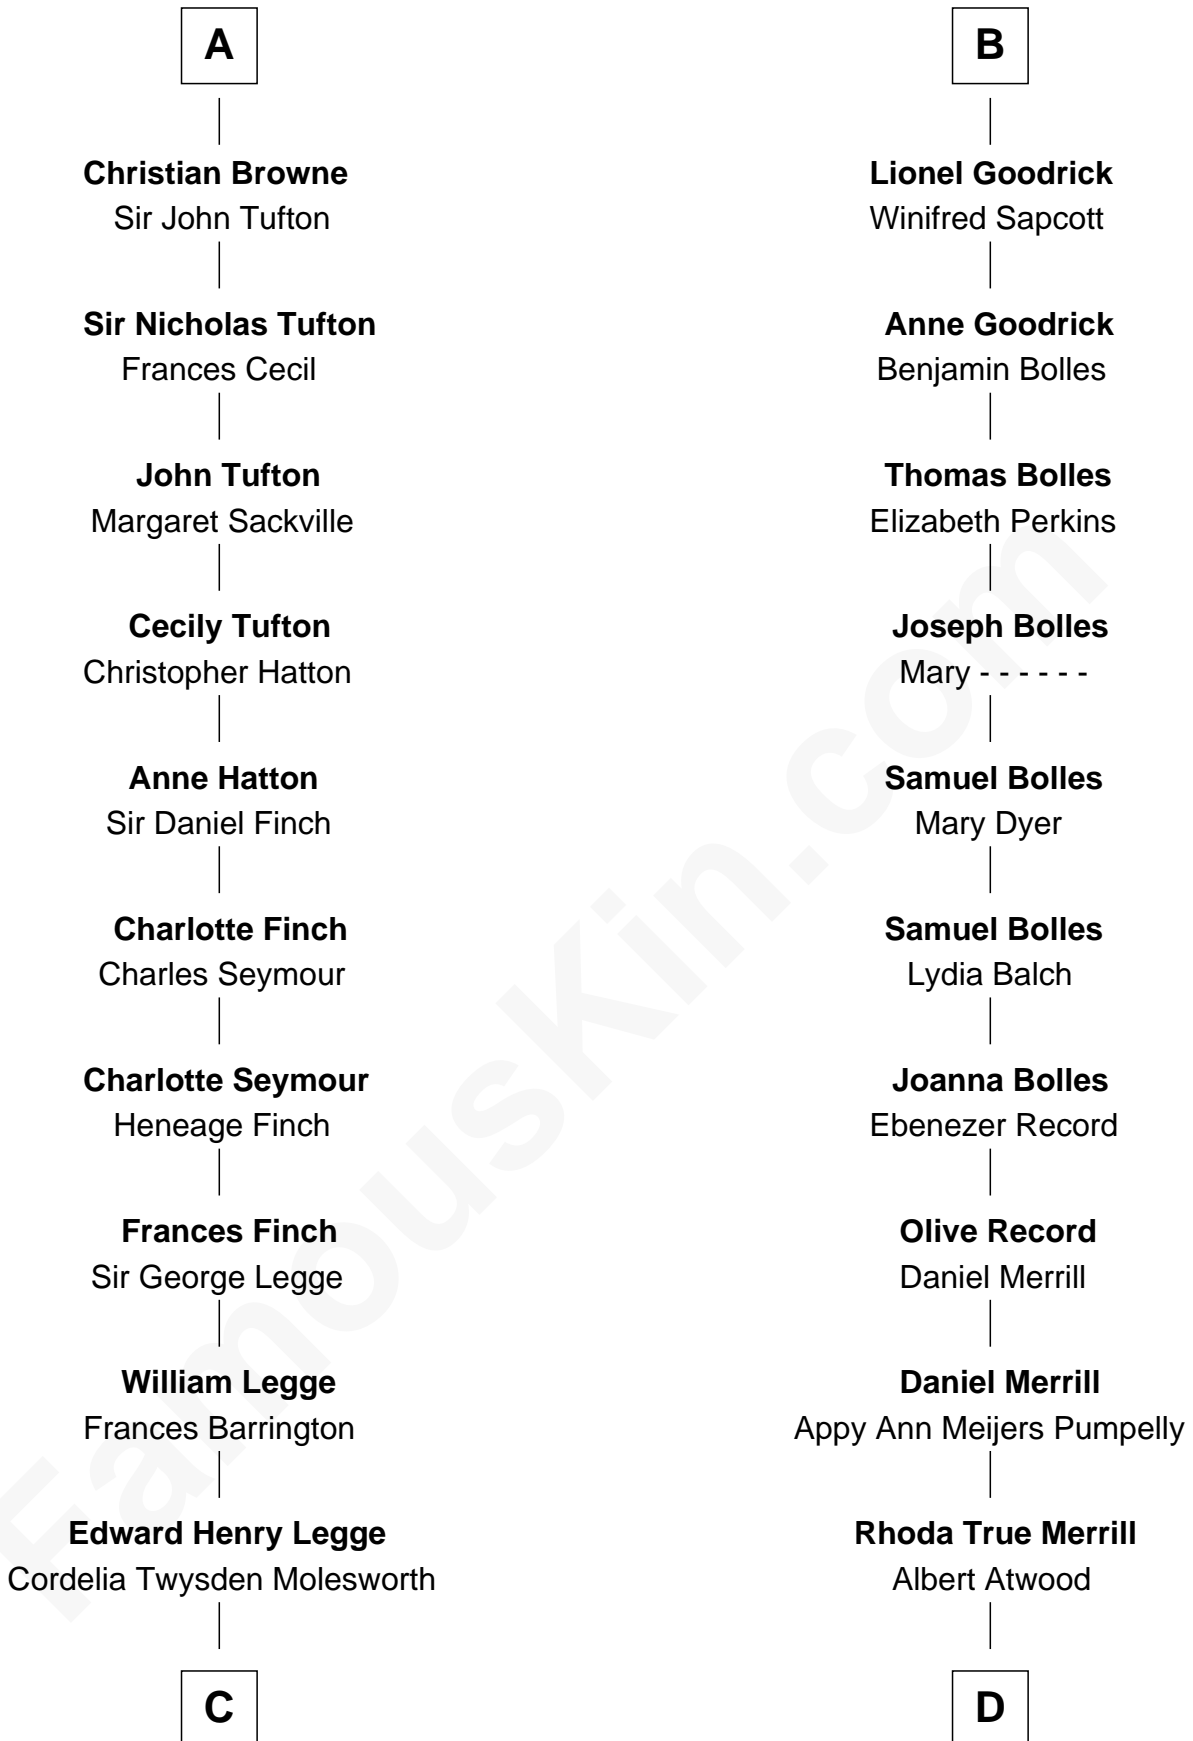 A
Christian Browne
Sir John Tufton
Sir Nicholas Tufton
Frances Cecil
John Tufton
Margaret Sackville
Cecily Tufton
Christopher Hatton
Anne Hatton
Sir Daniel Finch
Charlotte Finch
Charles Seymour
Charlotte Seymour
Heneage Finch
Frances Finch
Sir George Legge
William Legge
Frances Barrington
Edward Henry Legge
Cordelia Twysden Molesworth
C
B
Lionel Goodrick
Winifred Sapcott
Anne Goodrick
Benjamin Bolles
Thomas Bolles
Elizabeth Perkins
Joseph Bolles
Mary - - - - - -
Samuel Bolles
Mary Dyer
Samuel Bolles
Lydia Balch
Joanna Bolles
Ebenezer Record
Olive Record
Daniel Merrill
Daniel Merrill
Appy Ann Meijers Pumpelly
Rhoda True Merrill
Albert Atwood
D
FamousKin.com